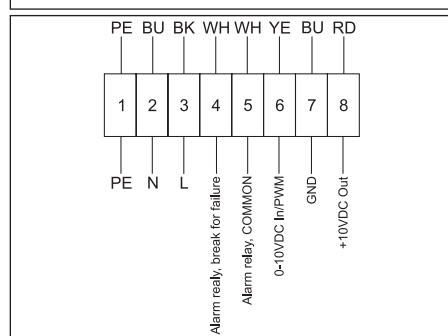 PE BU BK WH WH YE BU RD
1 2 3 4 5 6 7 8
PE
N
L
Alarm realy, break for failure
Alarm relay, COMMON
0-10VDC In/PWM
GND
+10VDC Out